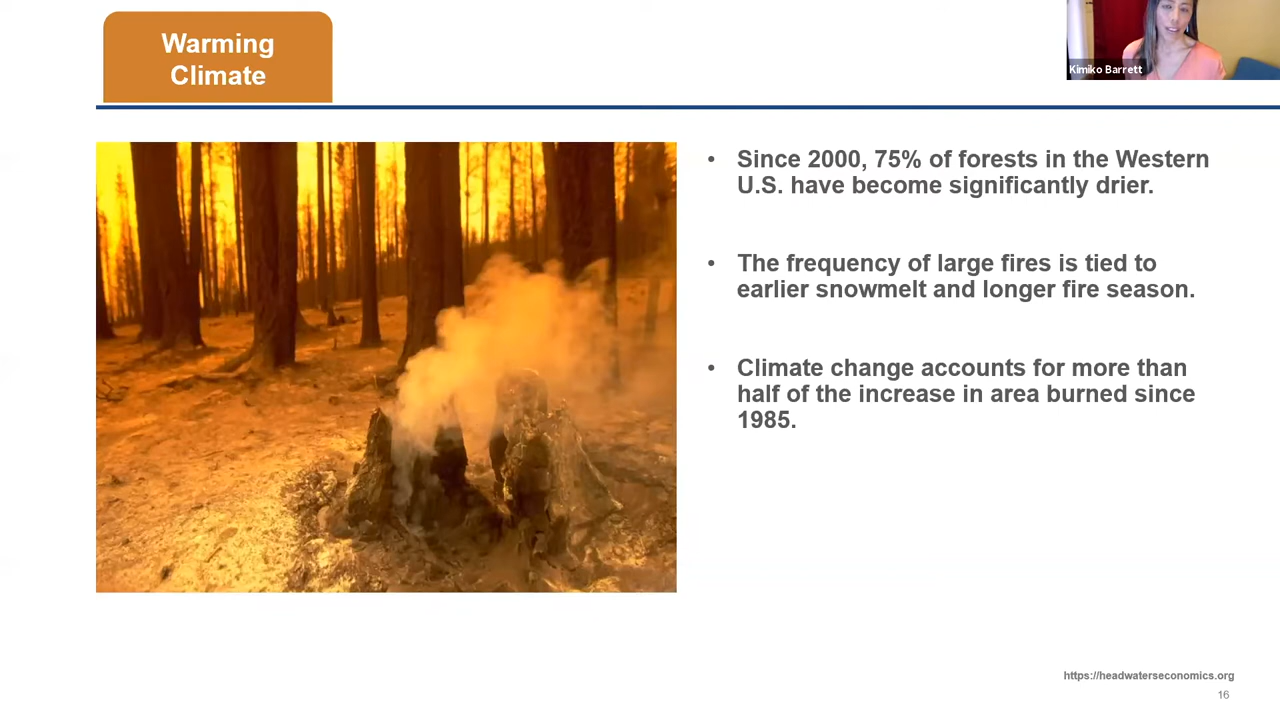 Warming
Climate
Kimiko Barrett
• Since 2000, 75% of forests in the Western
U.S. have become significantly drier.
• The frequency of large fires is tied to
earlier snowmelt and longer fire season.
• Climate change accounts for more than
half of the increase in area burned since
1985.
https://headwaterseconomics.org
16